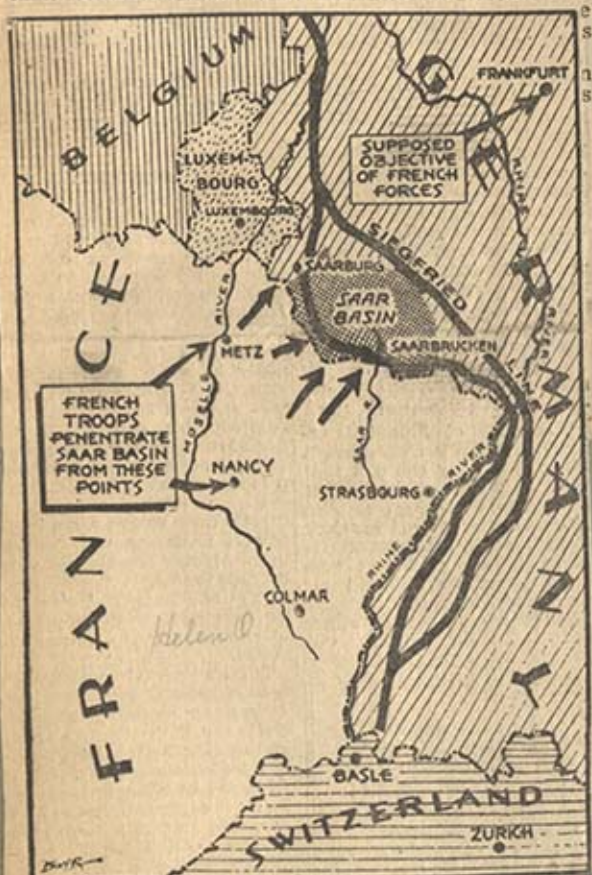 BELGIUM
LUXEM-
BOURG
LUXEMBOURG
GERMANY
FRANKFURT
SUPPOSED
OBJECTIVE
OF FRENCH
FORCES
RHINE
RIVER
SIEGFRIED
LINE
SAARBURG
SAAR
BASIN
SAARBRUCKEN
METZ
MOSELLE
RIVER
FRENCH
TROOPS
PENENTRATE
SAAR BASIN
FROM THESE
POINTS
NANCY
SAAR
STRASBOURG
RHINE
RIVER
COLMAR
Helen O.
FRANCE
BASLE
SWITZERLAND
ZURICH